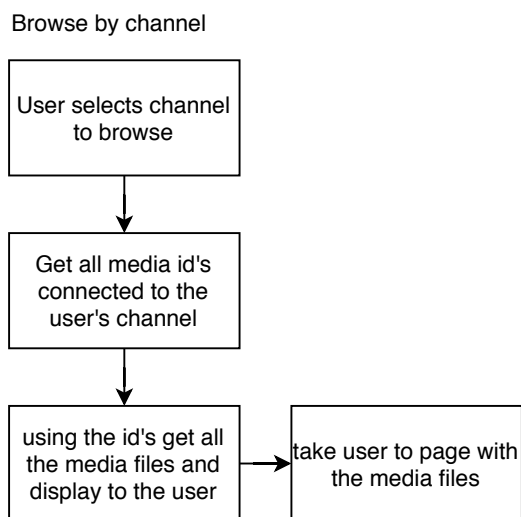 Browse by channel
User selects channel
to browse
Get all media id's
connected to the
user's channel
using the id's get all
the media files and
display to the user
take user to page with
the media files